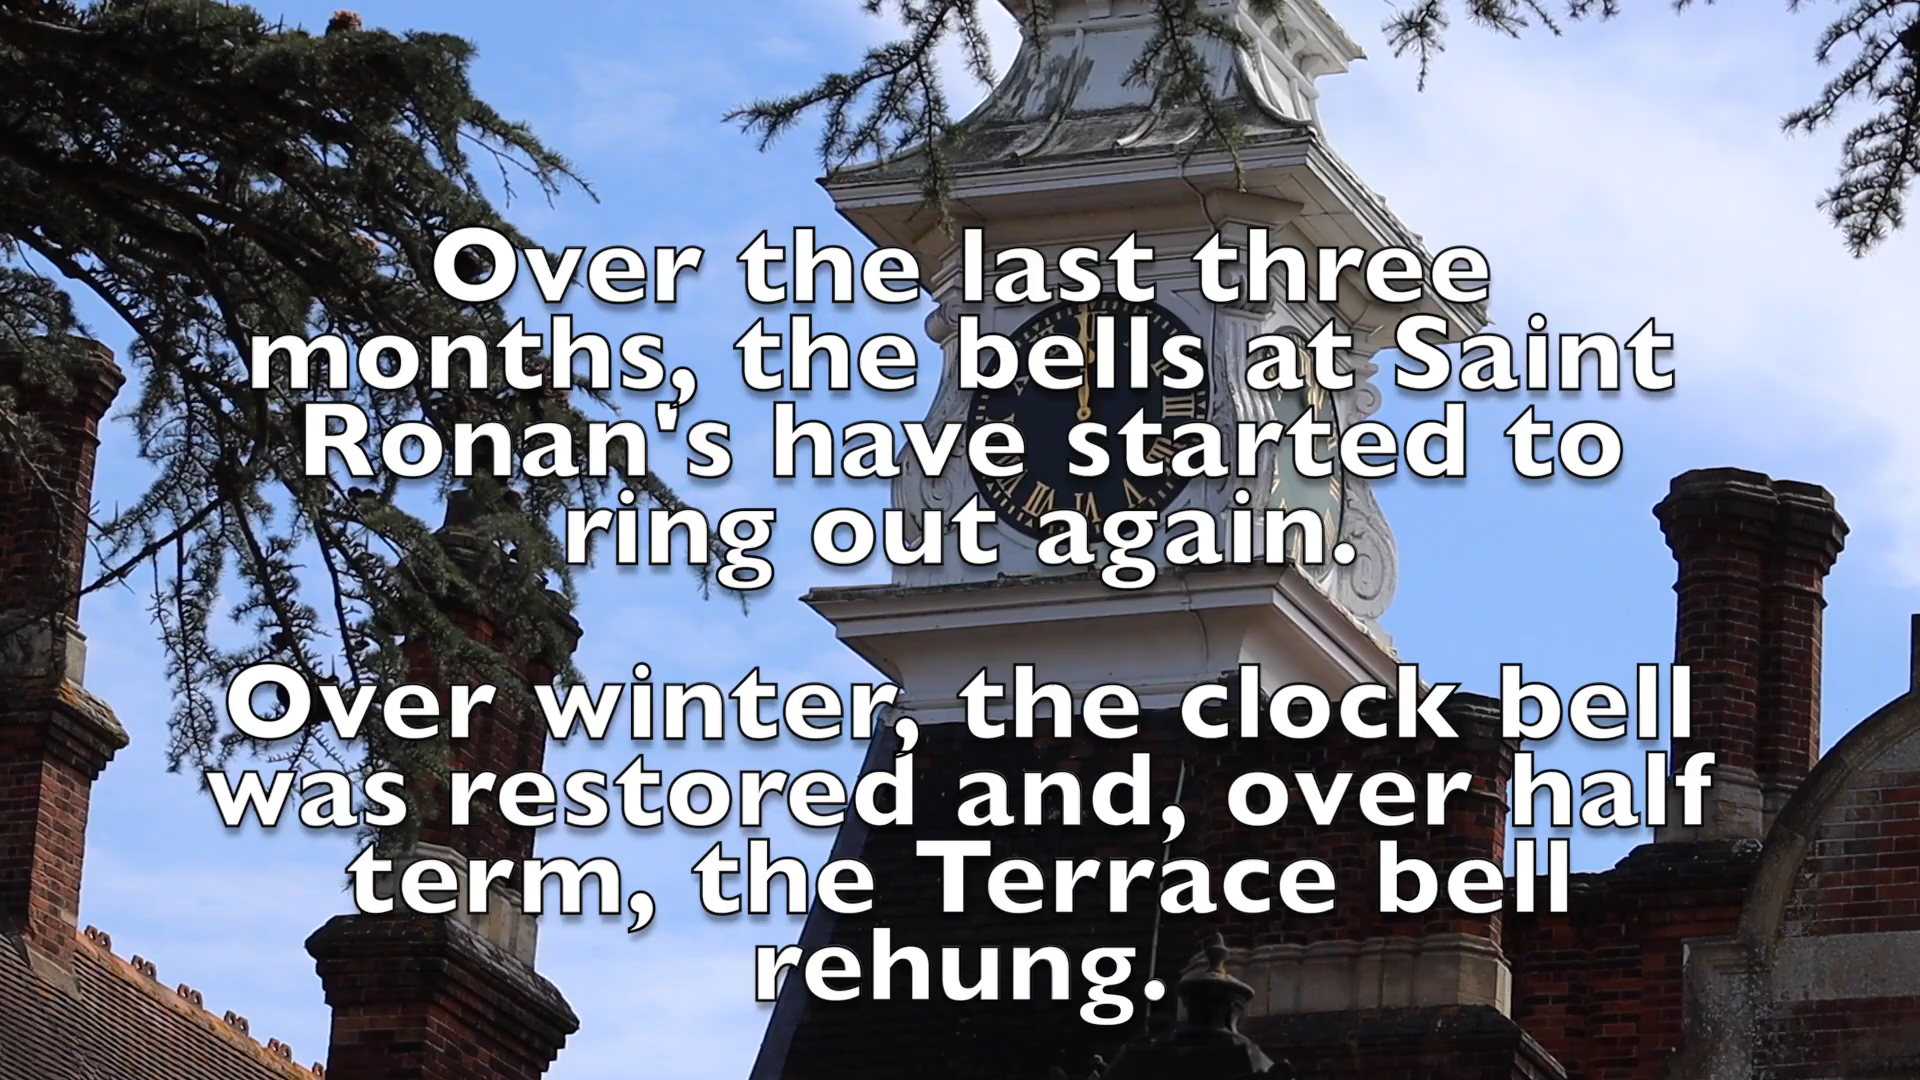 Over the last three
months, the bells at Saint
Ronan's have started to
ring out again.
Over winter, the clock bell
was restored and, over half
term, the Terrace bell
rehung.